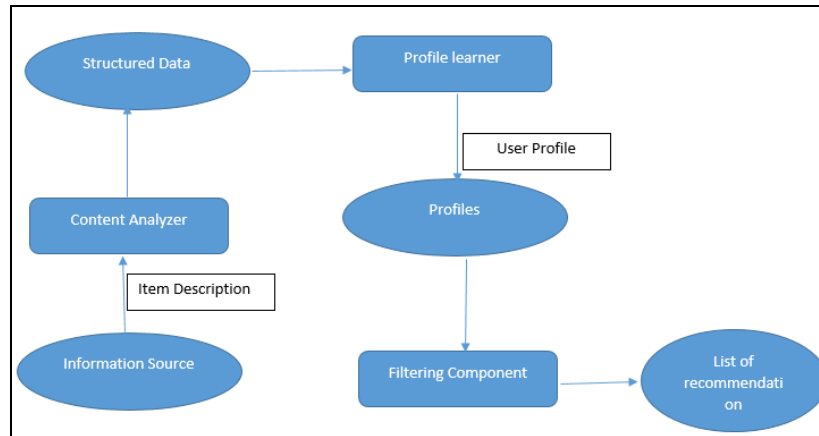 Structured Data
Profile learner
User Profile
Content Analyzer
Profiles
Item Description
Information Source
Filtering Component
List of
recommendati
on